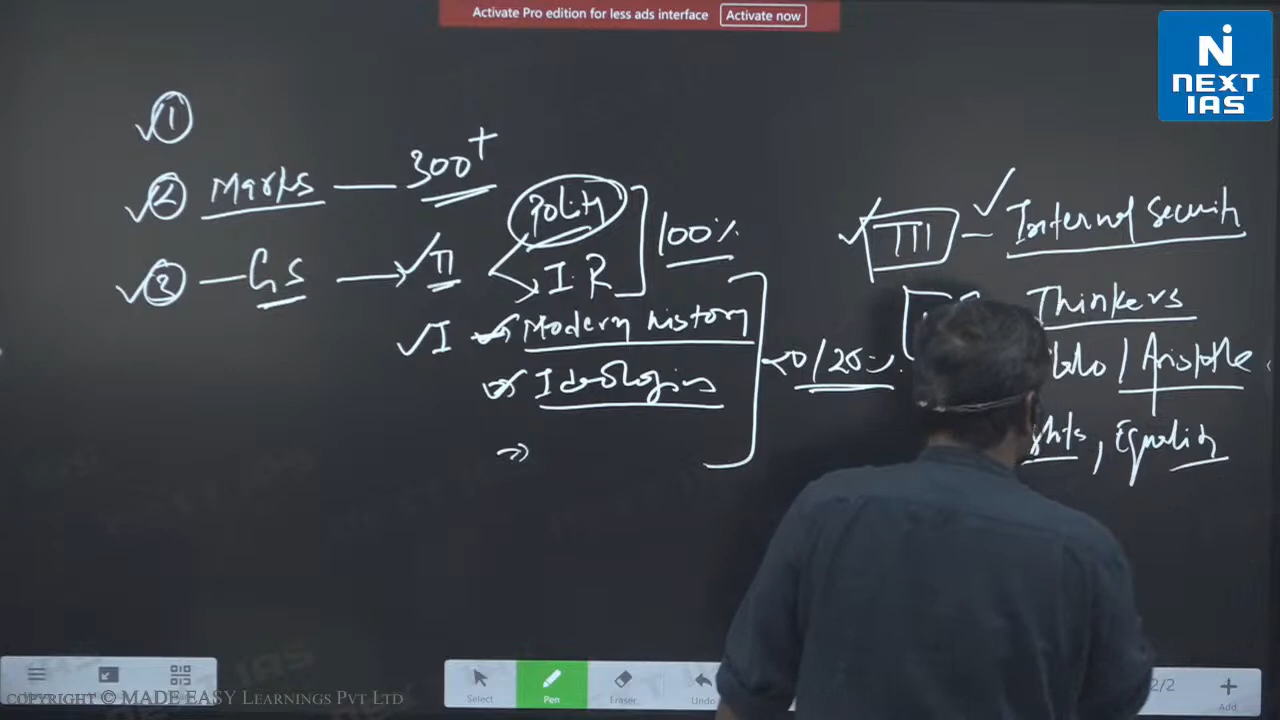 Activate Pro edition for less ads interface Activate now
NEXT
IAS
1
2 Marks — 300+
3 — GS → II Polity
I.R
100%
I Modern history
Ideologies
20/25%
III — Internal Security
Thinkers
/ Aristotle
, Equality
Select
Pen
Eraser
Undo
2/2
Add
COPYRIGHT © MADE EASY LEARNINGS PVT LTD